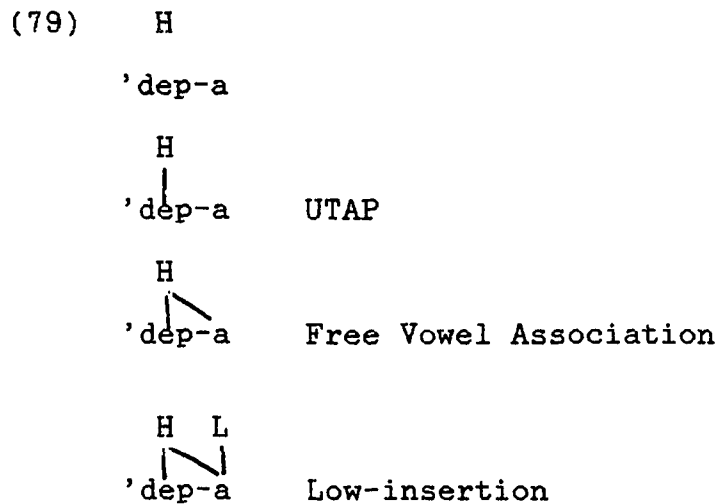 (79) H
'dep-a
H
'dep-a UTAP
H
'dep-a Free Vowel Association
H L
'dep-a Low-insertion